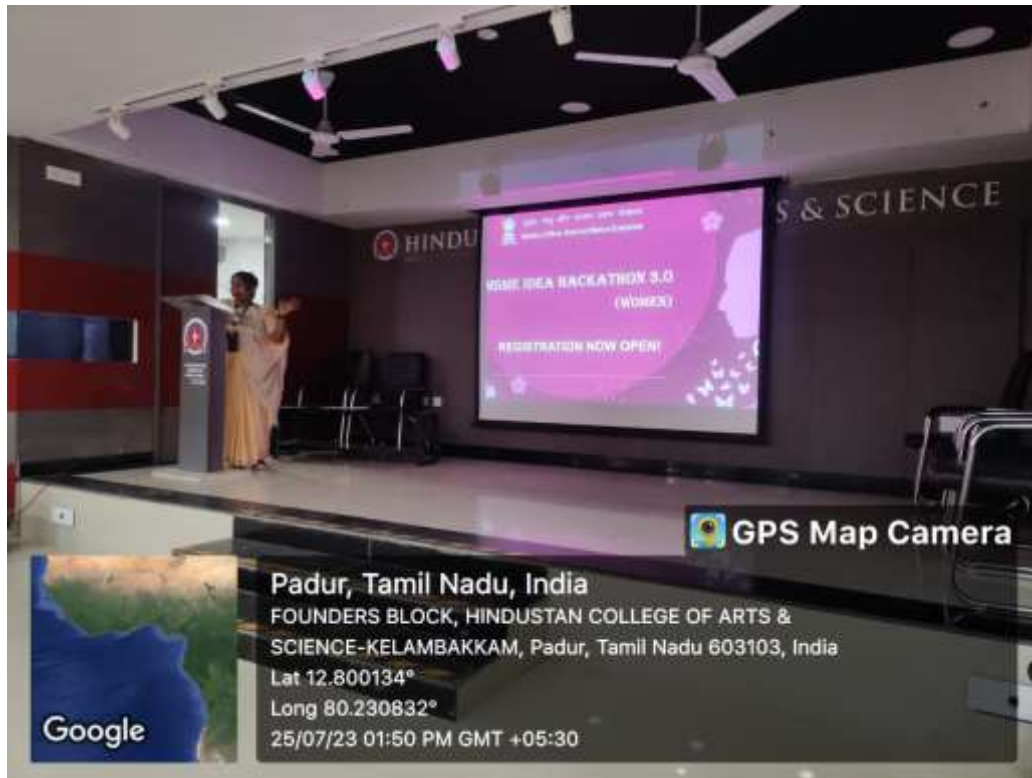 HINDU
S & SCIENCE
MSME IDEA HACKATHON 3.0
(WOMEN)
REGISTRATION NOW OPEN!
GPS Map Camera
Padur, Tamil Nadu, India
FOUNDERS BLOCK, HINDUSTAN COLLEGE OF ARTS &
SCIENCE-KELAMBAKKAM, Padur, Tamil Nadu 603103, India
Lat 12.800134°
Long 80.230832°
25/07/23 01:50 PM GMT +05:30
Google